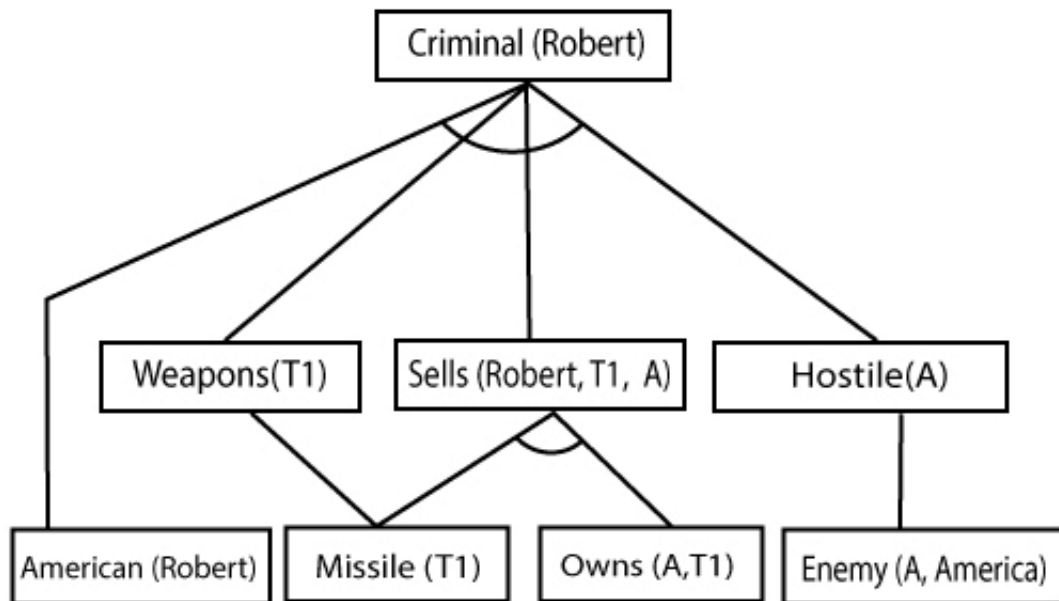 Criminal (Robert)
Weapons(T1)
Sells (Robert, T1, A)
Hostile(A)
American (Robert)
Missile (T1)
Owns (A,T1)
Enemy (A, America)